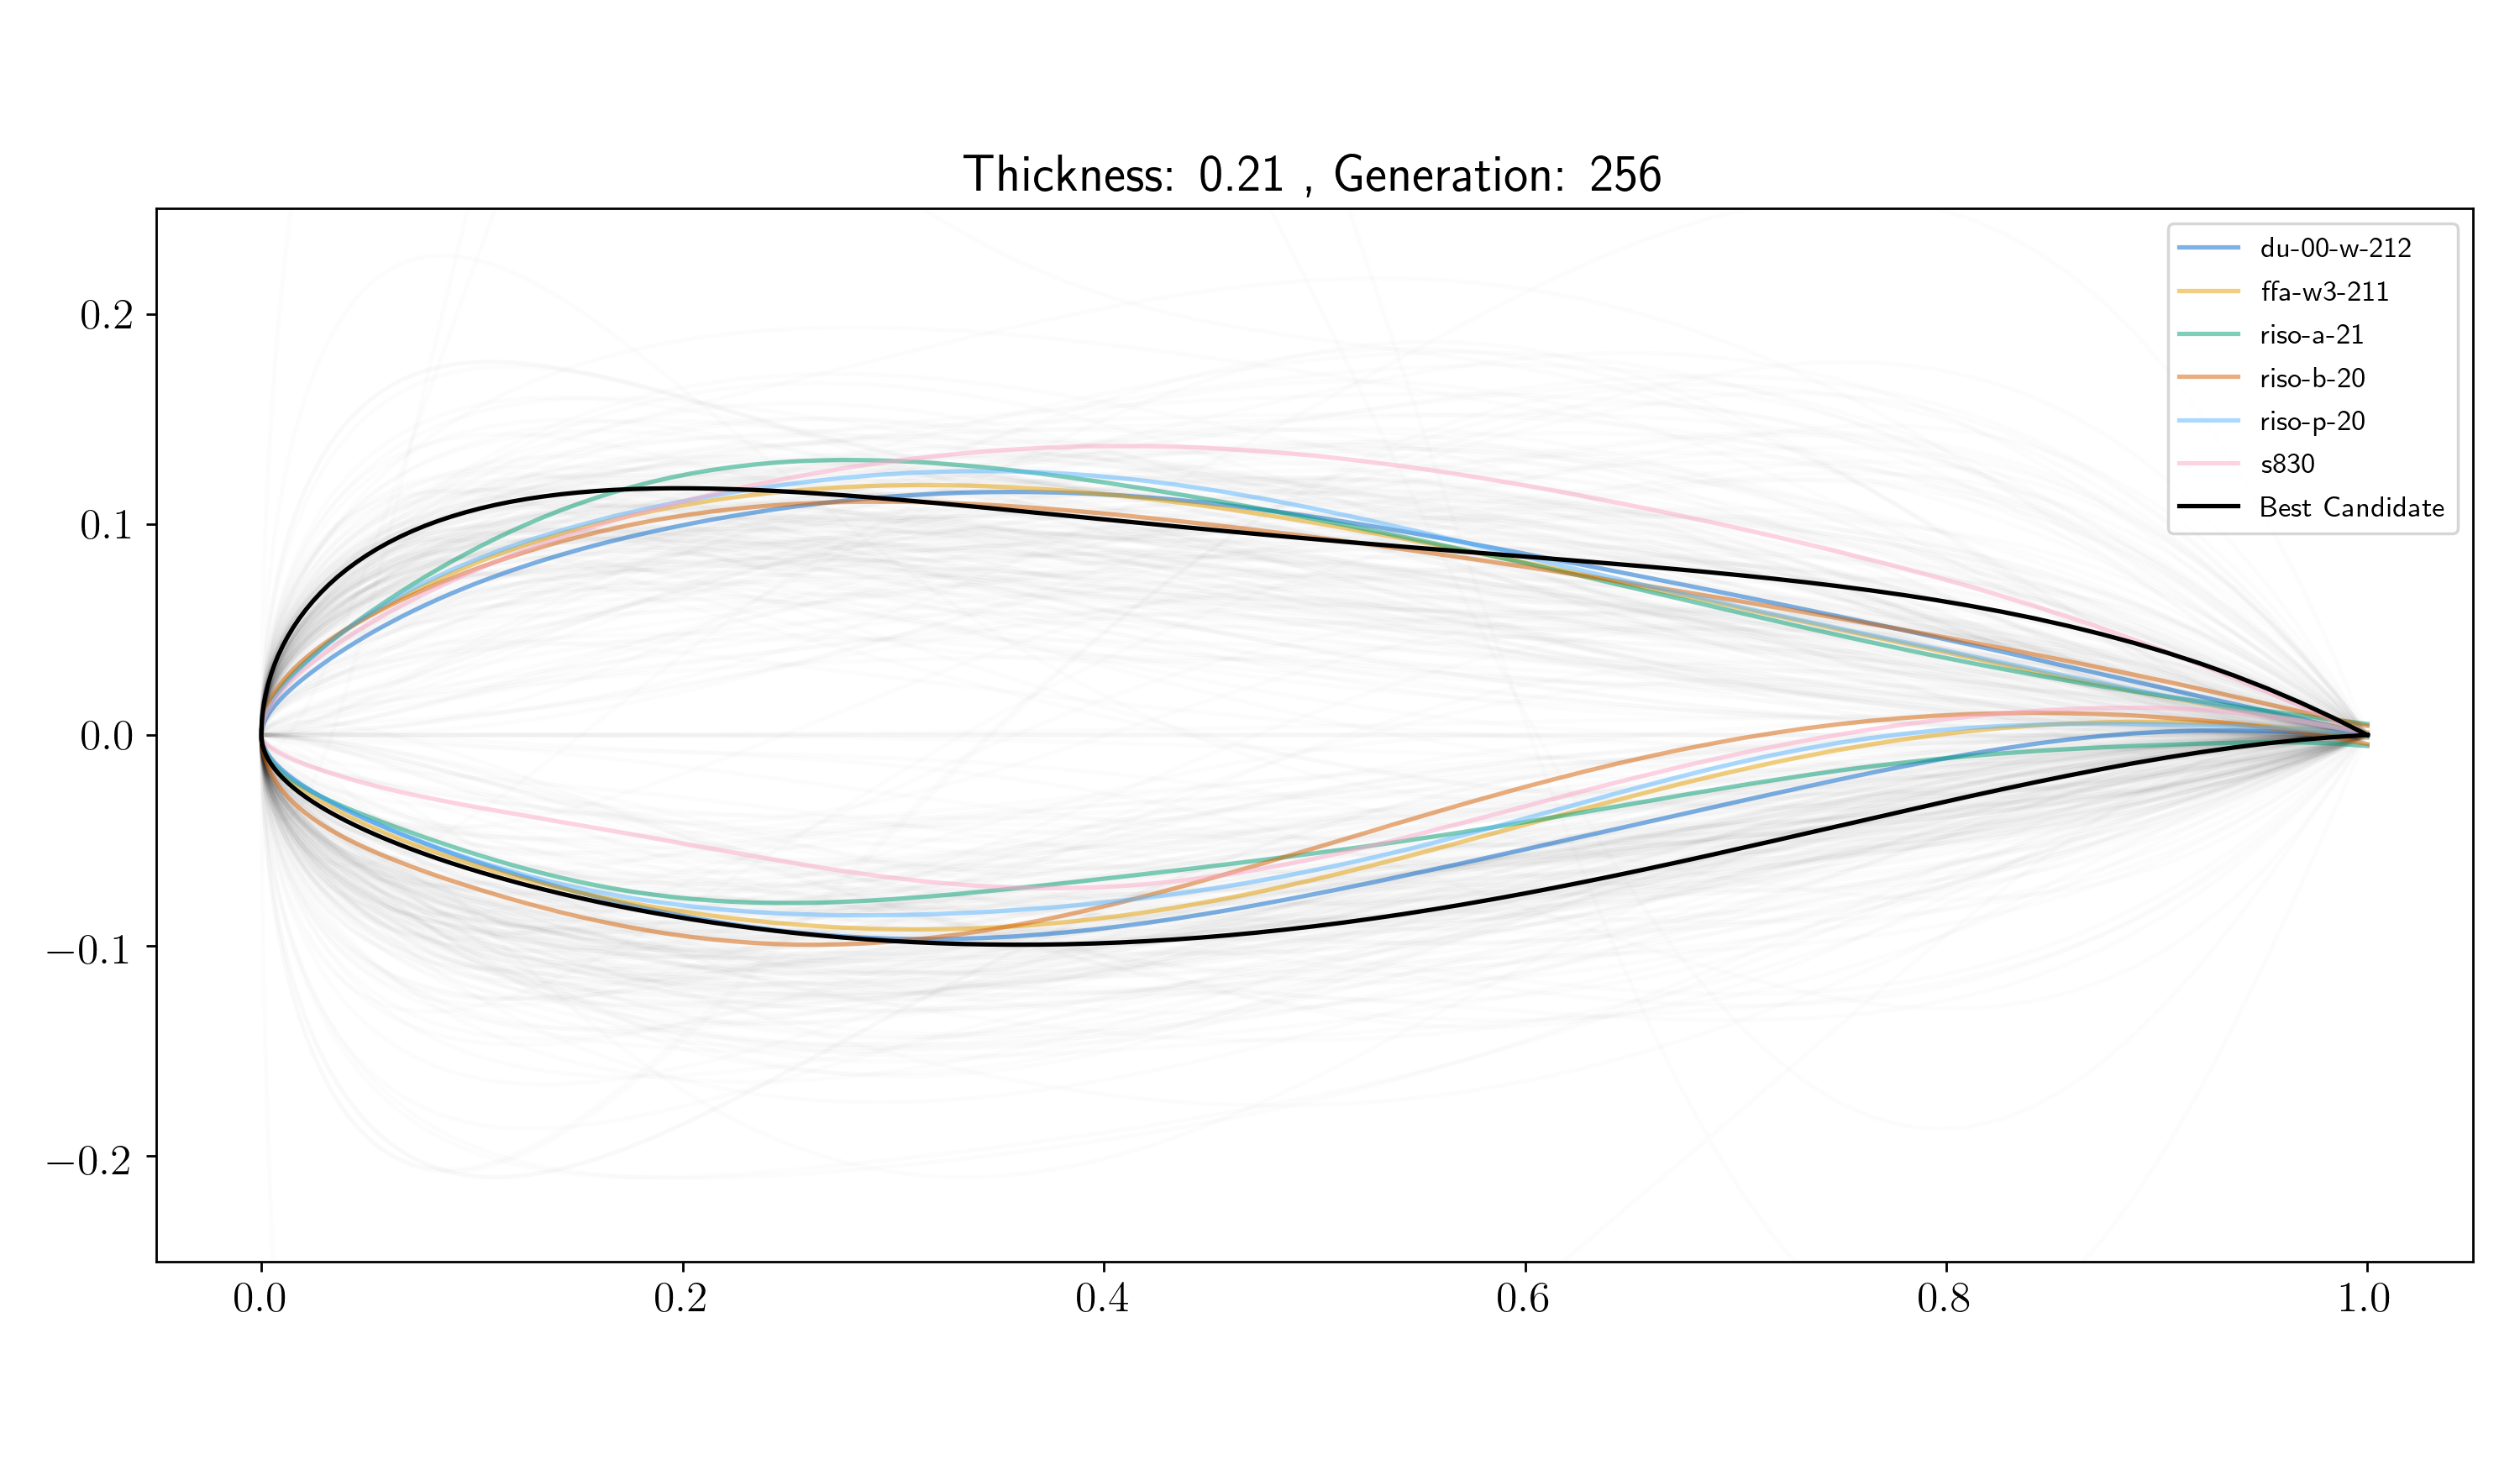 Thickness: 0.21 , Generation: 256
du-00-w-212
ffa-w3-211
riso-a-21
riso-b-20
riso-p-20
s830
Best Candidate
0.2
0.1
0.0
−0.1
−0.2
0.0
0.2
0.4
0.6
0.8
1.0